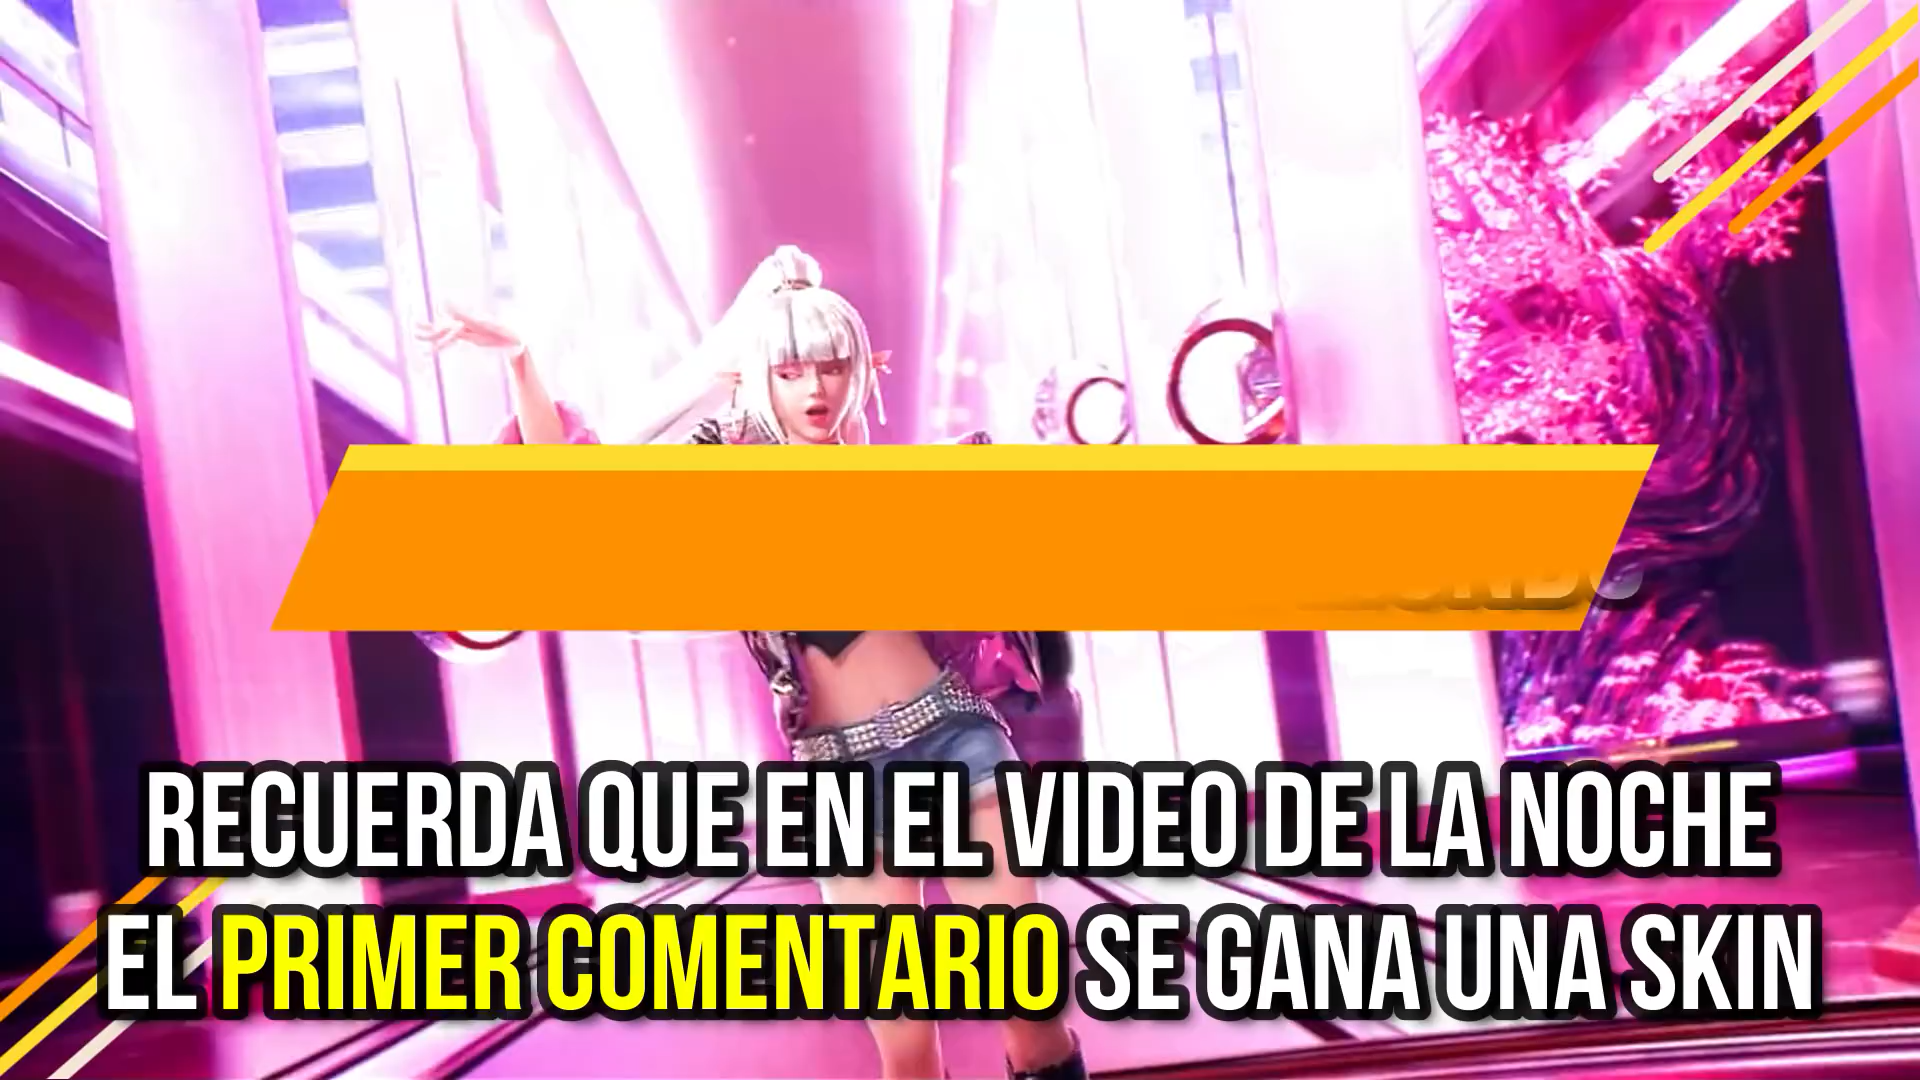 RECUERDA QUE EN EL VIDEO DE LA NOCHE
EL PRIMER COMENTARIO SE GANA UNA SKIN